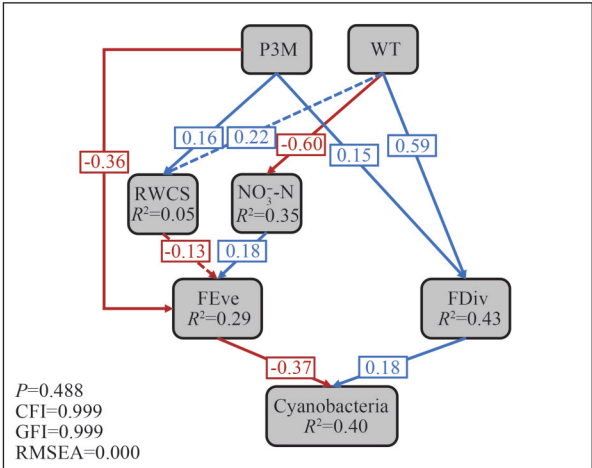 P3M
WT
0.16
0.22
-0.60
0.15
0.59
-0.36
RWCS
R²=0.05
NO₃⁻-N
R²=0.35
-0.13
0.18
FEve
R²=0.29
FDiv
R²=0.43
-0.37
0.18
Cyanobacteria
R²=0.40
P=0.488
CFI=0.999
GFI=0.999
RMSEA=0.000